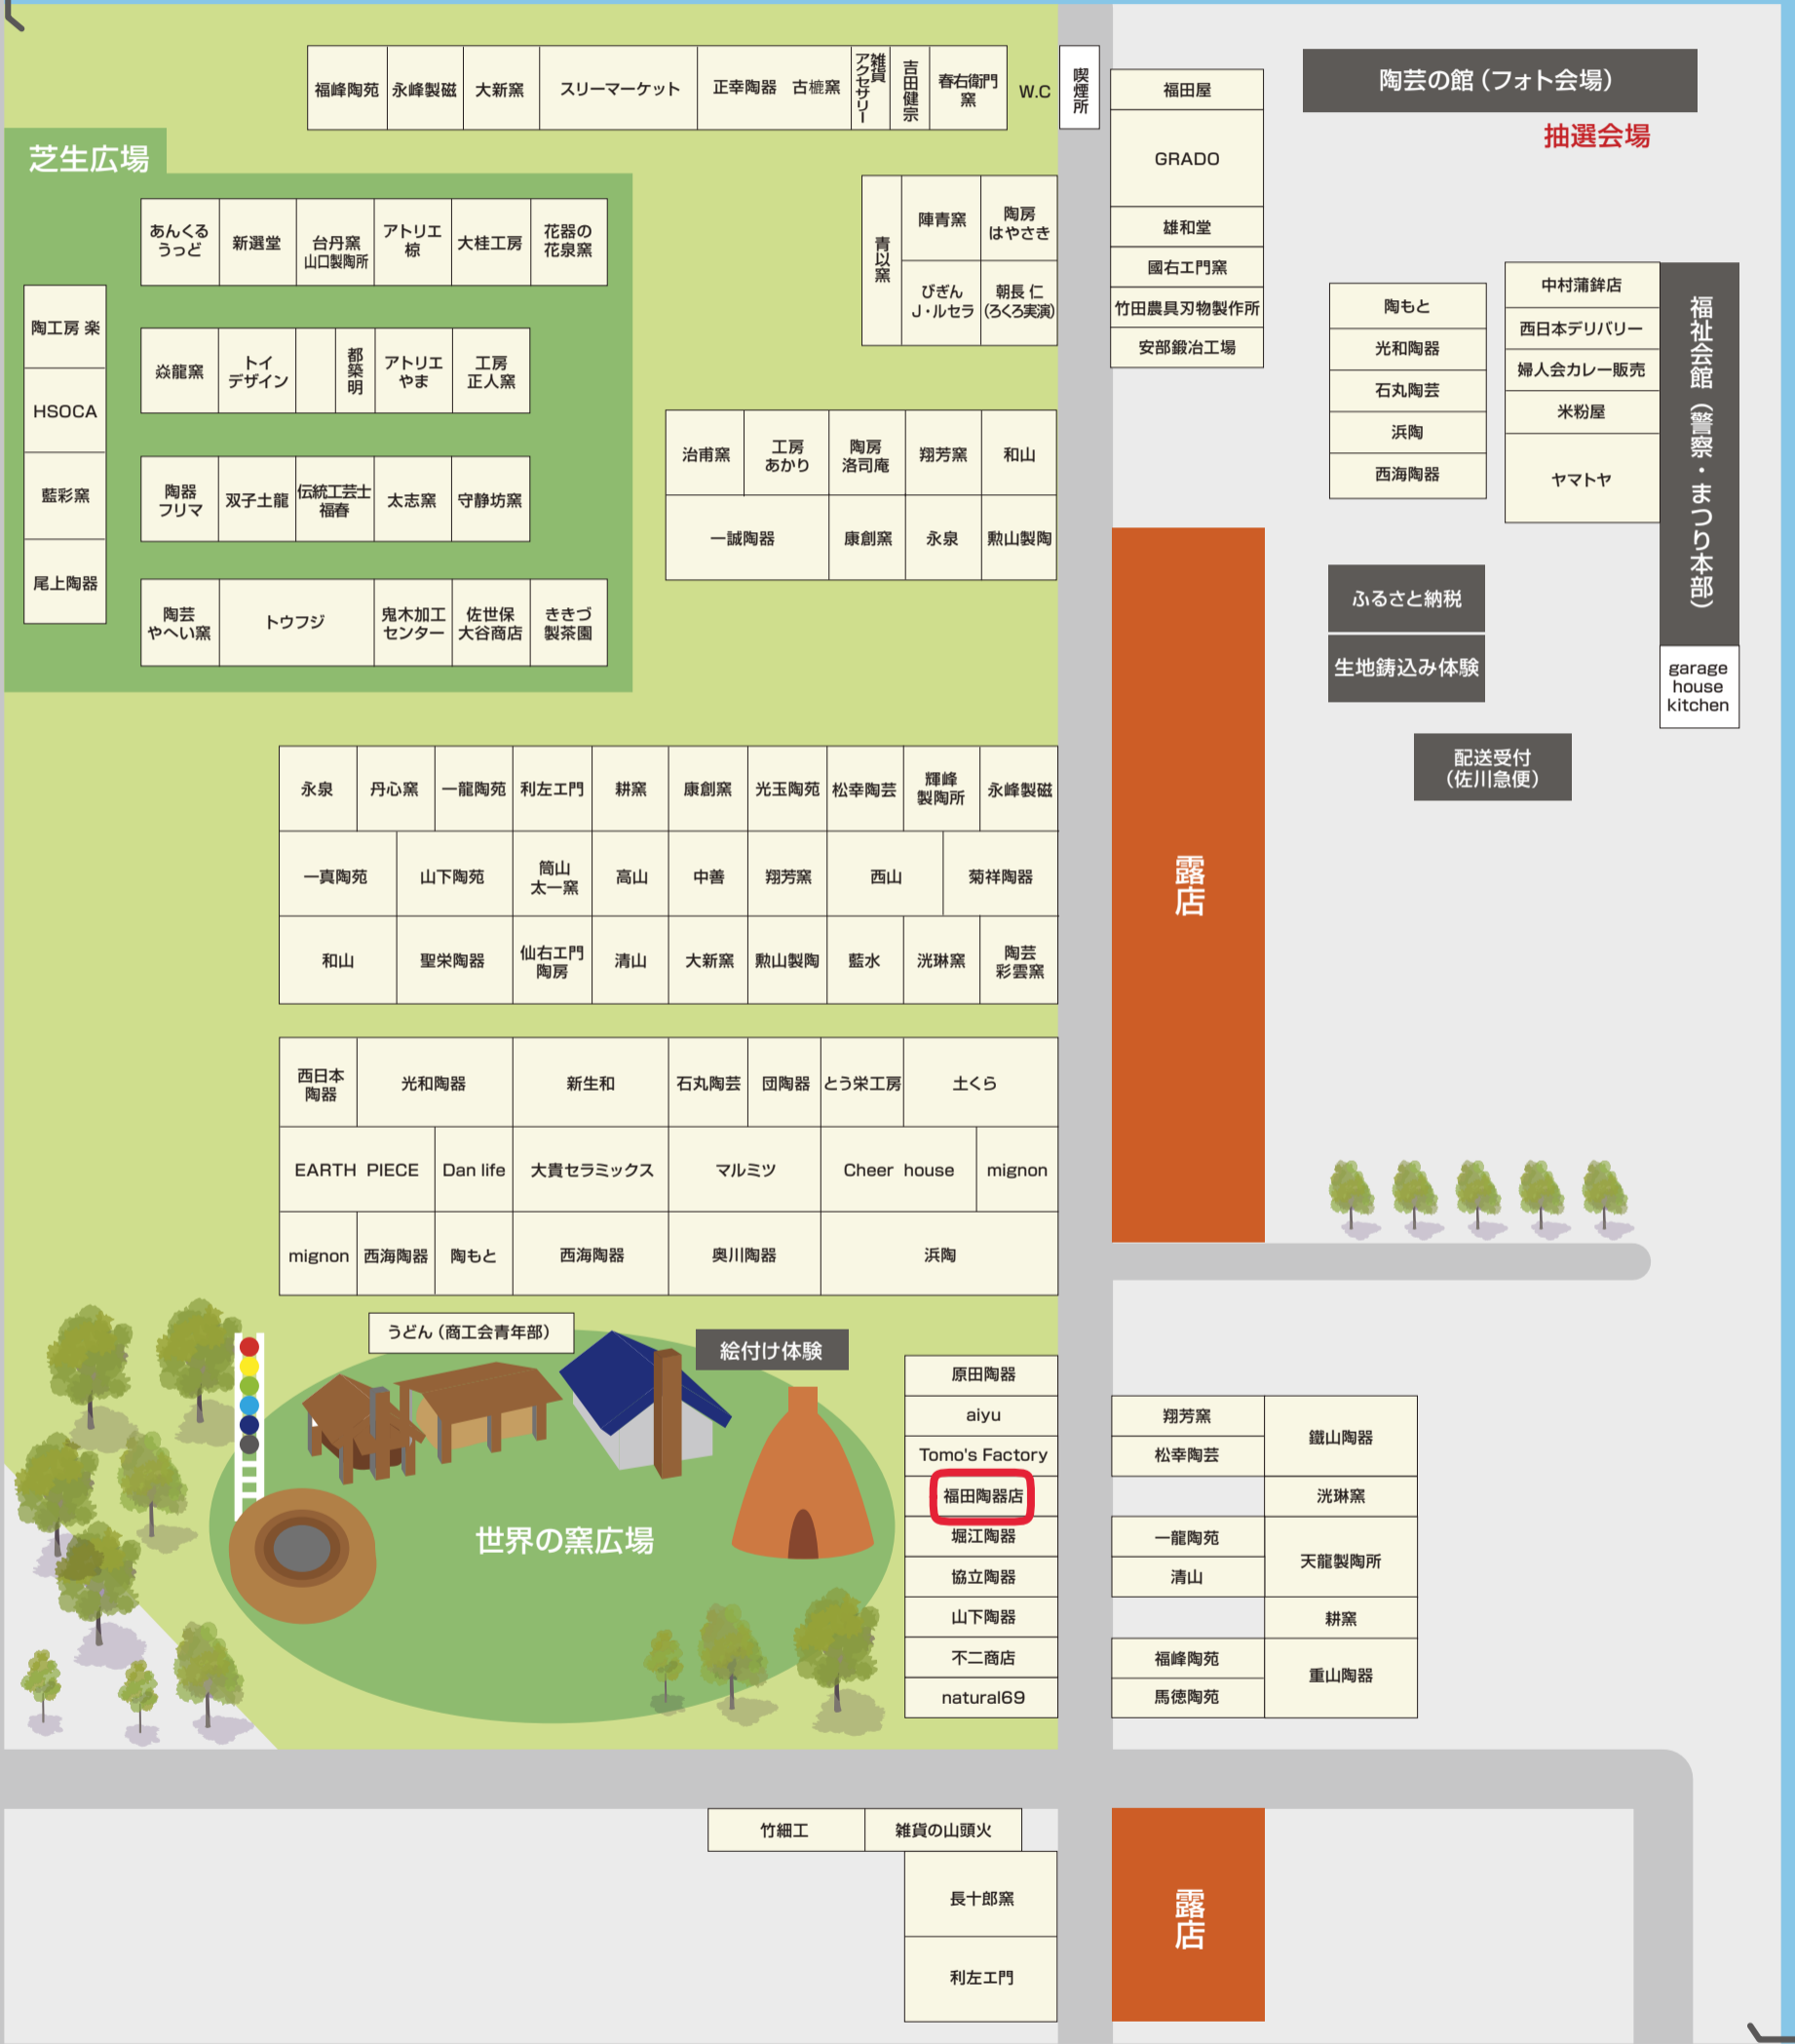 福峰陶苑
永峰製磁
大新窯
スリーマーケット
正幸陶器　古樚窯
雑貨
アクセサリー
吉田健宗
春右衛門
窯
W.C
喫煙所
福田屋
GRADO
雄和堂
國右エ門窯
竹田農具刃物製作所
安部鍛冶工場
陶芸の館（フォト会場）
抽選会場
芝生広場
あんくる
うっど
新選堂
台丹窯
山口製陶所
アトリエ
椋
大桂工房
花器の
花泉窯
陶工房 楽
HSOCA
藍彩窯
尾上陶器
焱龍窯
トイ
デザイン
都築明
アトリエ
やま
工房
正人窯
陶器
フリマ
双子土龍
伝統工芸士
福春
太志窯
守静坊窯
陶芸
やへい窯
トウフジ
鬼木加工
センター
佐世保
大谷商店
ききづ
製茶園
青以窯
陣青窯
陶房
はやさき
びぎん
J・ルセラ
朝長 仁
（ろくろ実演）
治甫窯
工房
あかり
陶房
洛司庵
翔芳窯
和山
一誠陶器
康創窯
永泉
勲山製陶
陶もと
光和陶器
石丸陶芸
浜陶
西海陶器
中村蒲鉾店
西日本デリバリー
婦人会カレー販売
米粉屋
ヤマトヤ
福祉会館（警察・まつり本部）
garage
house
kitchen
ふるさと納税
生地鋳込み体験
配送受付
（佐川急便）
露店
永泉
丹心窯
一龍陶苑
利左エ門
耕窯
康創窯
光玉陶苑
松幸陶芸
輝峰
製陶所
永峰製磁
一真陶苑
山下陶苑
筒山
太一窯
高山
中善
翔芳窯
西山
菊祥陶器
和山
聖栄陶器
仙右エ門
陶房
清山
大新窯
勲山製陶
藍水
洸琳窯
陶芸
彩雲窯
西日本
陶器
光和陶器
新生和
石丸陶芸
団陶器
とう栄工房
土くら
EARTH PIECE
Dan life
大貴セラミックス
マルミツ
Cheer house
mignon
mignon
西海陶器
陶もと
西海陶器
奥川陶器
浜陶
うどん（商工会青年部）
絵付け体験
世界の窯広場
原田陶器
aiyu
Tomo's Factory
福田陶器店
堀江陶器
協立陶器
山下陶器
不二商店
natural69
翔芳窯
松幸陶芸
一龍陶苑
清山
福峰陶苑
馬徳陶苑
鐵山陶器
洸琳窯
天龍製陶所
耕窯
重山陶器
竹細工
雑貨の山頭火
長十郎窯
利左エ門
露店